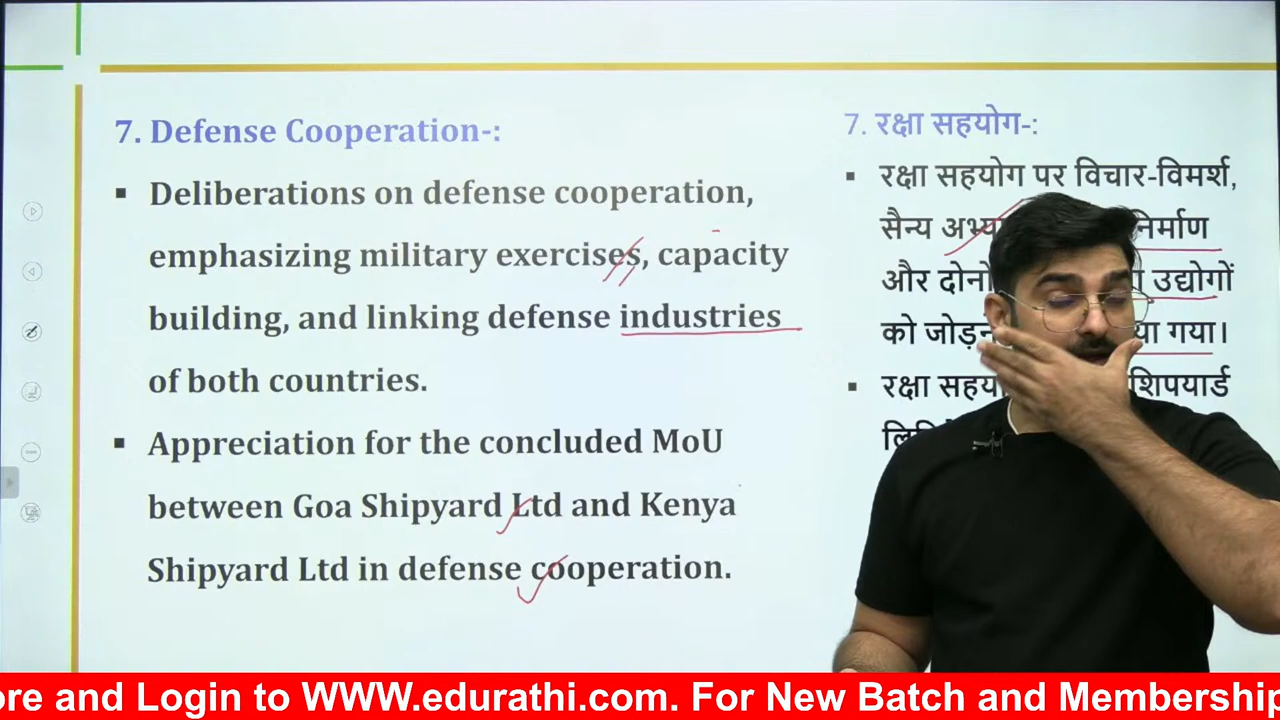 7. Defense Cooperation-:
▪ Deliberations on defense cooperation,
emphasizing military exercises, capacity
building, and linking defense industries
of both countries.
▪ Appreciation for the concluded MoU
between Goa Shipyard Ltd and Kenya
Shipyard Ltd in defense cooperation.
7. रक्षा सहयोग-:
▪ रक्षा सहयोग पर विचार-विमर्श,
सैन्य निर्माण
और उद्योगों
को गया।
▪ रक्षा शिपयार्ड
and Login to WWW.edurathi.com. For New Batch and Membership